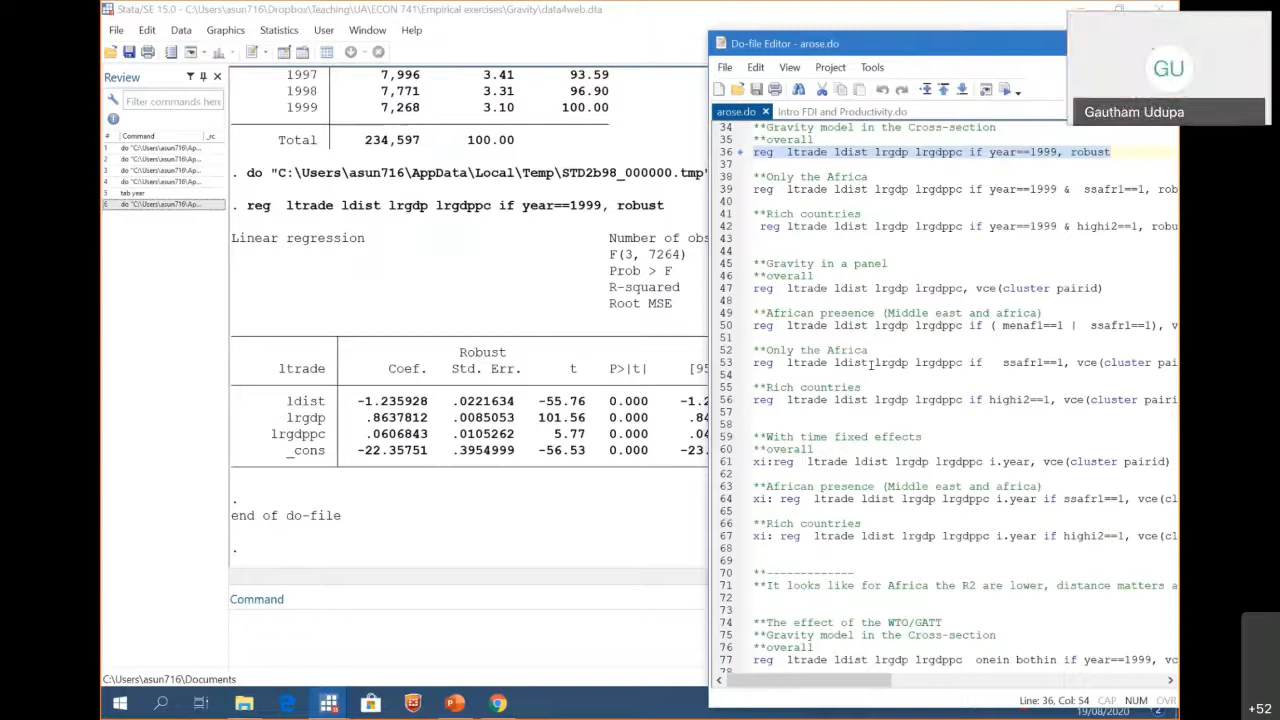 Stata/SE 15.0 - C:\Users\asun716\Dropbox\Teaching\UA\ECON 741\Empirical exercises\Gravity\data4web.dta
File Edit Data Graphics Statistics User Window Help
Review
Filter commands here
# Command _rc
1 do "C:\Users\asun716\Ap...
2 do "C:\Users\asun716\Ap...
3 do "C:\Users\asun716\Ap...
4 do "C:\Users\asun716\Ap...
5 tab year
6 do "C:\Users\asun716\Ap...
1997 7,996 3.41 93.59
1998 7,771 3.31 96.90
1999 7,268 3.10 100.00
Total 234,597 100.00
. do "C:\Users\asun716\AppData\Local\Temp\STD2b98_000000.tmp"
. reg ltrade ldist lrgdp lrgdppc if year==1999, robust
Linear regression Number of obs
F(3, 7264)
Prob > F
R-squared
Root MSE
Robust
ltrade Coef. Std. Err. t P>|t| [95
ldist -1.235928 .0221634 -55.76 0.000 -1.2
lrgdp .8637812 .0085053 101.56 0.000 .84
lrgdppc .0606843 .0105262 5.77 0.000 .04
_cons -22.35751 .3954999 -56.53 0.000 -23.
.
end of do-file
.
Command
C:\Users\asun716\Documents
Do-file Editor - arose.do
File Edit View Project Tools
arose.do Intro FDI and Productivity.do
34 **Gravity model in the Cross-section
35 **overall
36 reg ltrade ldist lrgdp lrgdppc if year==1999, robust
37
38 **Only the Africa
39 reg ltrade ldist lrgdp lrgdppc if year==1999 & ssafr1==1, rob
40
41 **Rich countries
42 reg ltrade ldist lrgdp lrgdppc if year==1999 & highi2==1, robu
43
44
45 **Gravity in a panel
46 **overall
47 reg ltrade ldist lrgdp lrgdppc, vce(cluster pairid)
48
49 **African presence (Middle east and africa)
50 reg ltrade ldist lrgdp lrgdppc if ( menaf1==1 | ssafr1==1), v
51
52 **Only the Africa
53 reg ltrade ldist lrgdp lrgdppc if ssafr1==1, vce(cluster pai
54
55 **Rich countries
56 reg ltrade ldist lrgdp lrgdppc if highi2==1, vce(cluster pairi
57
58
59 **With time fixed effects
60 **overall
61 xi:reg ltrade ldist lrgdp lrgdppc i.year, vce(cluster pairid)
62
63 **African presence (Middle east and africa)
64 xi: reg ltrade ldist lrgdp lrgdppc i.year if ssafr1==1, vce(cl
65
66 **Rich countries
67 xi: reg ltrade ldist lrgdp lrgdppc i.year if highi2==1, vce(cl
68
69
70 **-------------
71 **It looks like for Africa the R2 are lower, distance matters a
72
73
74 **The effect of the WTO/GATT
75 **Gravity model in the Cross-section
76 **overall
77 reg ltrade ldist lrgdp lrgdppc onein bothin if year==1999, vc
78
Line: 36, Col: 54 CAP NUM OVR
19/08/2020
GU
Gautham Udupa
+52